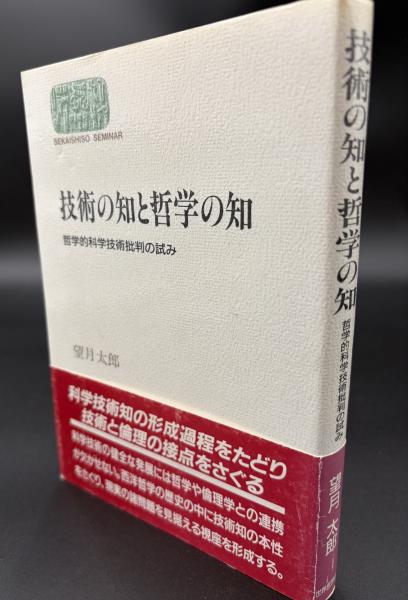 SEKAISHISO SEMINAR
技術の知と哲学の知
哲学的科学技術批判の試み
望月太郎
科学技術知の形成過程をたどり
技術と倫理の接点をさぐる
科学技術の健全な発展には哲学や倫理学との連携
が欠かせない。西洋哲学の歴史の中に技術知の本性
をさぐり、現実の諸問題を見据える視座を形成する。
技術の知と哲学の知
哲学的科学技術批判の試み
望月太郎